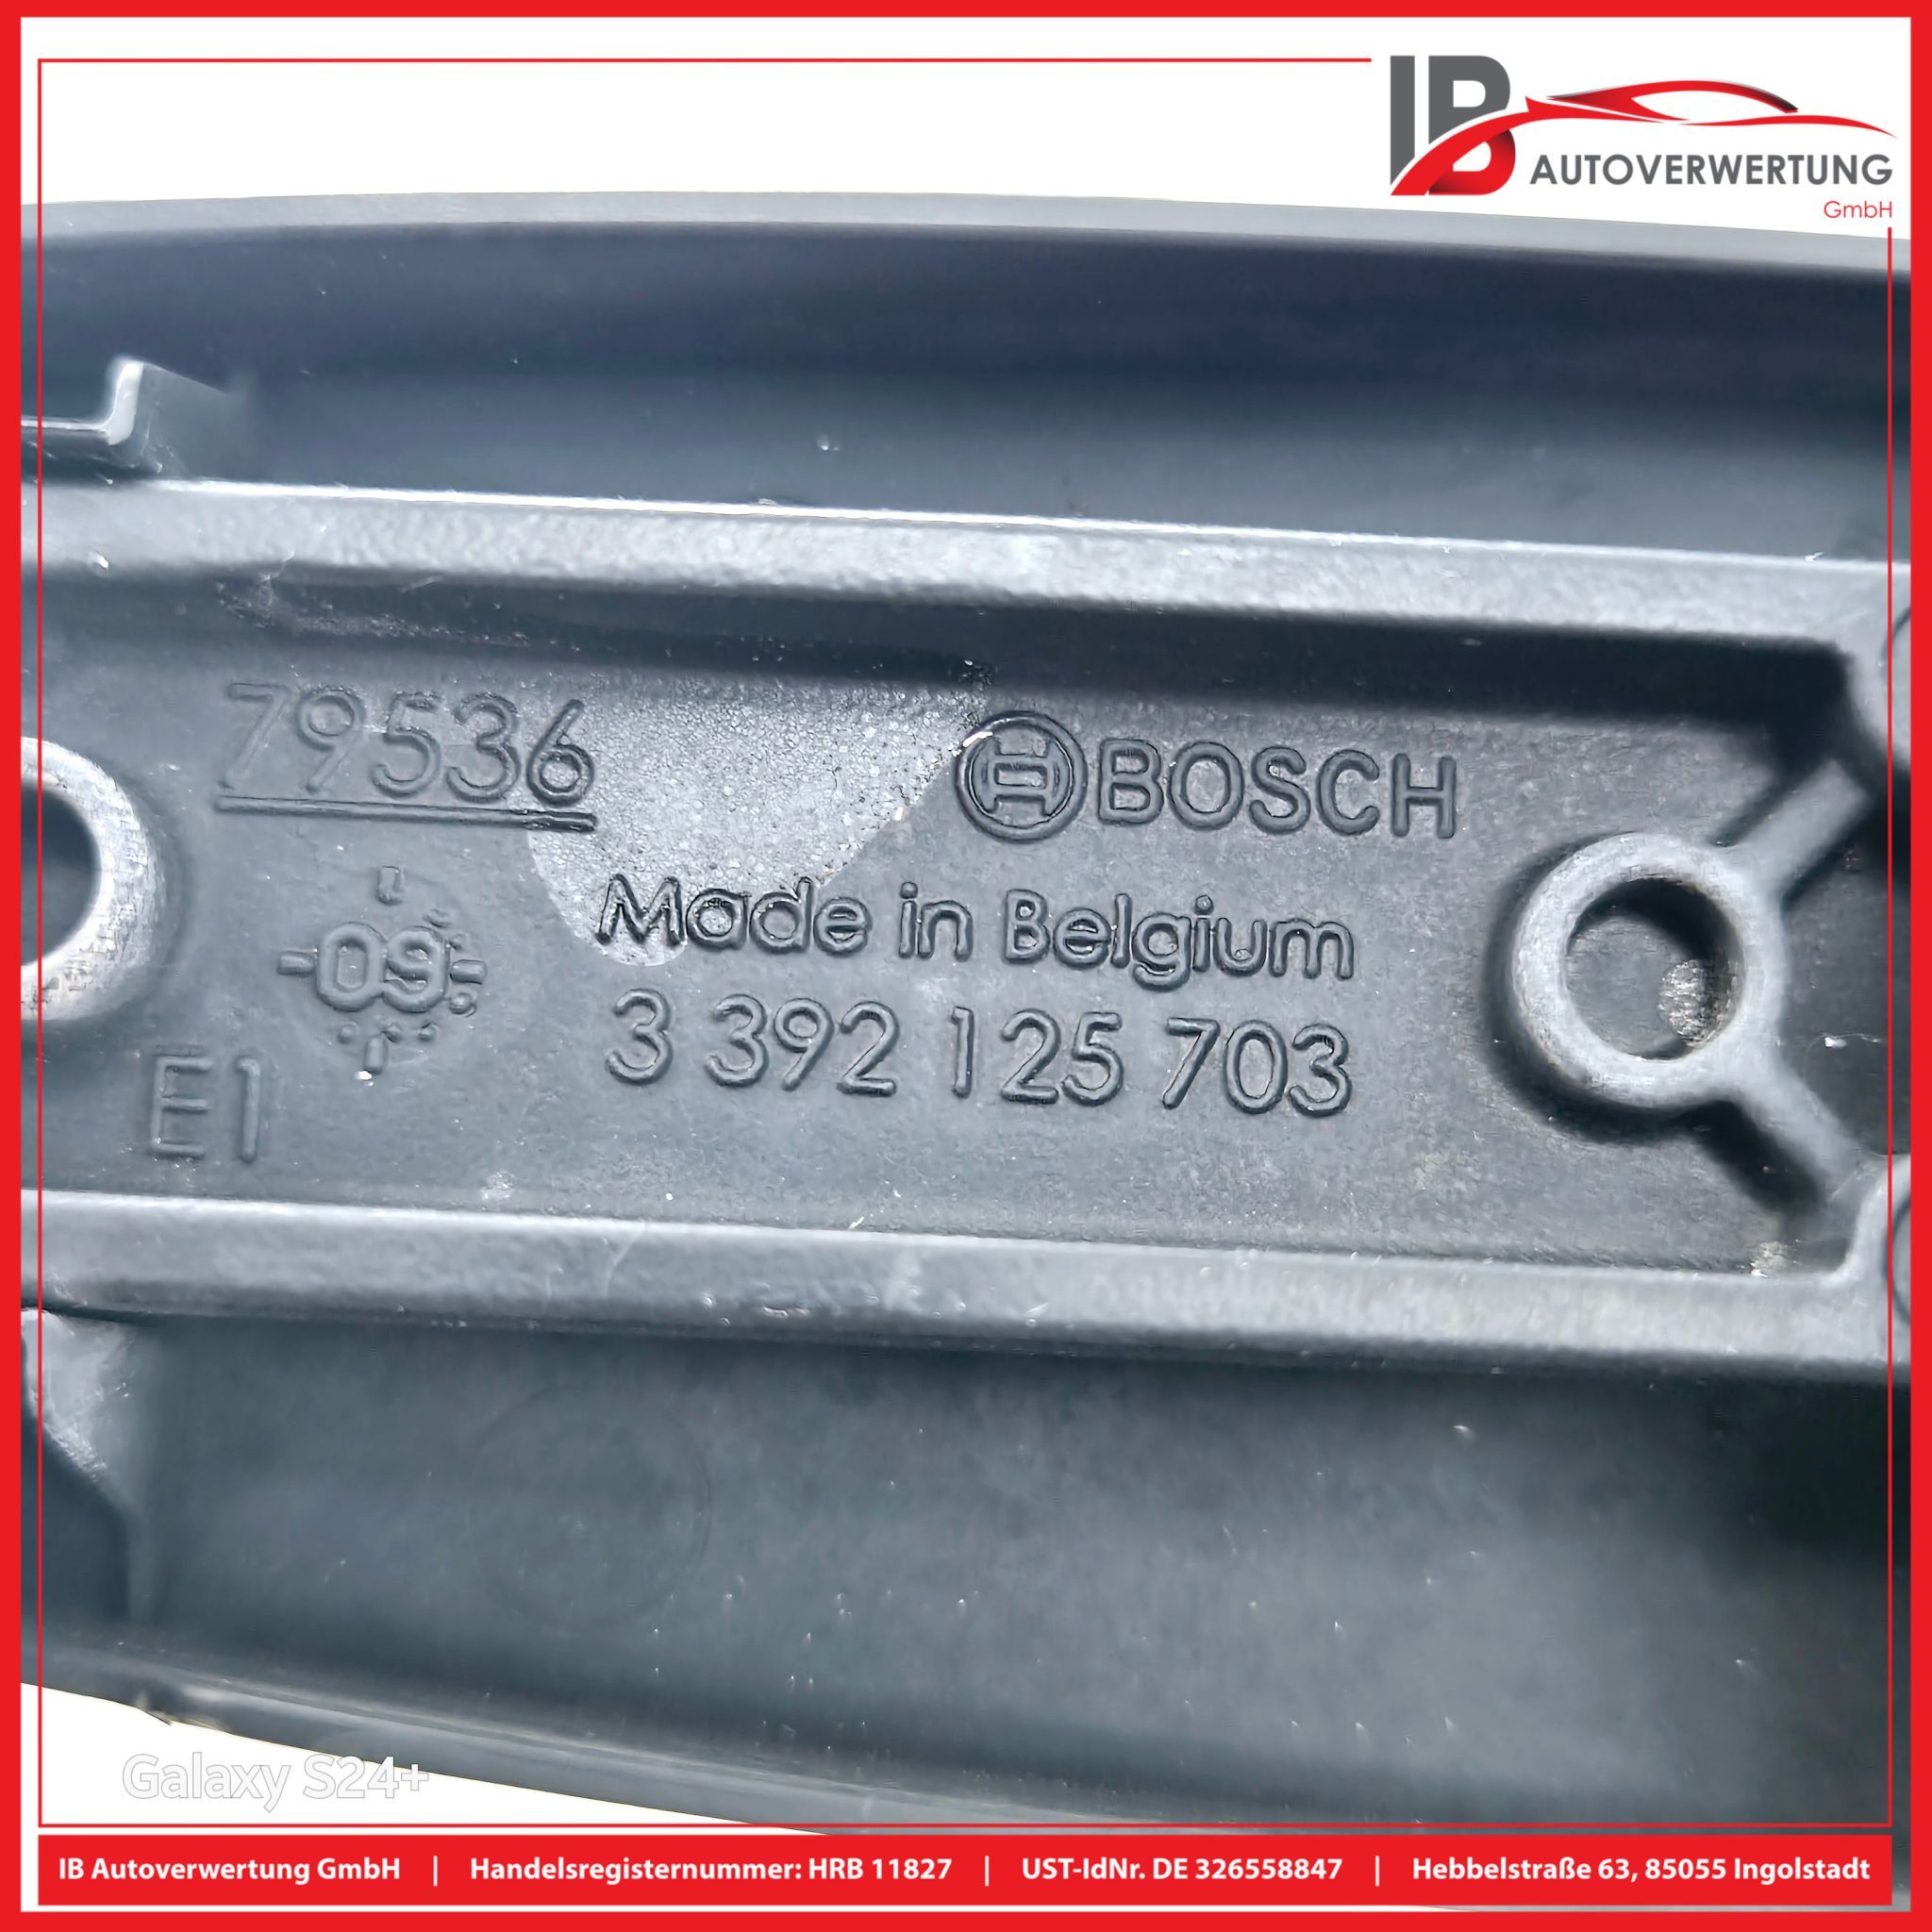 IB
AUTOVERWERTUNG
GmbH
79536
BOSCH
Made in Belgium
09
3 392 125 703
E1
Galaxy S24+
IB Autoverwertung GmbH | Handelsregisternummer: HRB 11827 | UST-IdNr. DE 326558847 | Hebbelstraße 63, 85055 Ingolstadt